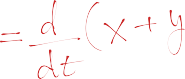 = d/dt (x + y